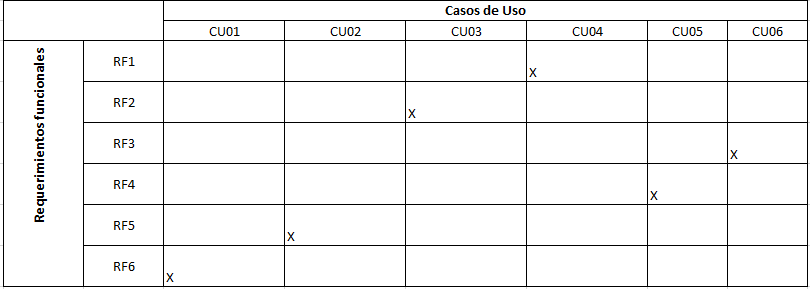 Casos de Uso
CU01 CU02 CU03 CU04 CU05 CU06
Requerimientos funcionales
RF1 X
RF2 X
RF3 X
RF4 X
RF5 X
RF6 X